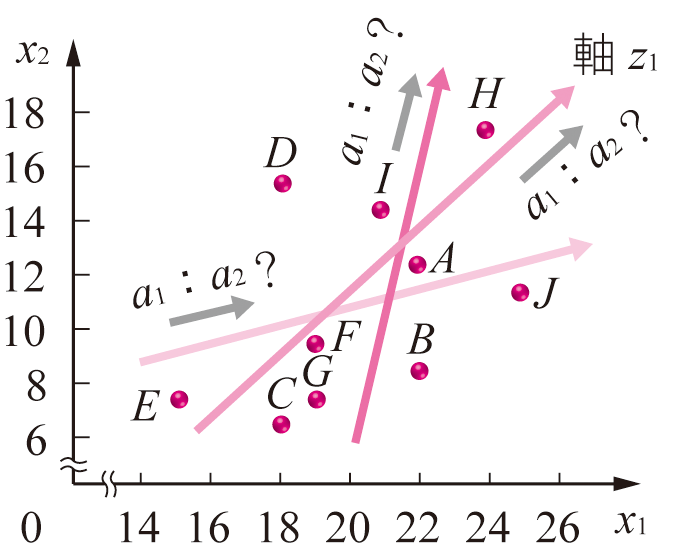 x₂
a₁ : a₂ ?
軸 z₁
18
H
D
16
I
a₁ : a₂ ?
14
A
12
a₁ : a₂ ?
J
10
F
B
8
G
E
C
6
0
14 16 18 20 22 24 26 x₁